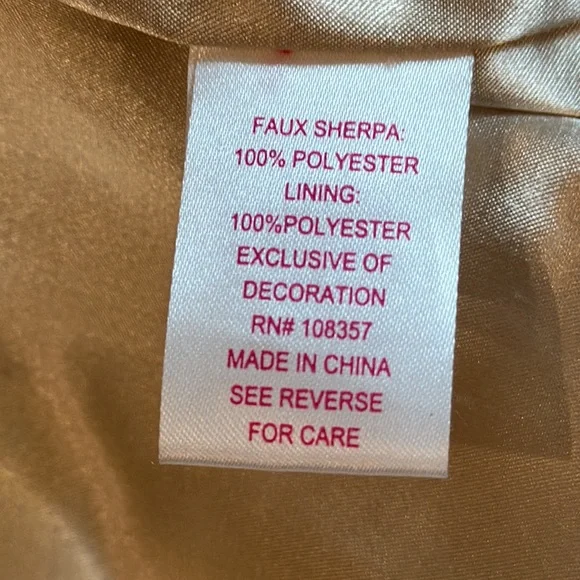 FAUX SHERPA:
100% POLYESTER
LINING:
100%POLYESTER
EXCLUSIVE OF
DECORATION
RN# 108357
MADE IN CHINA
SEE REVERSE
FOR CARE